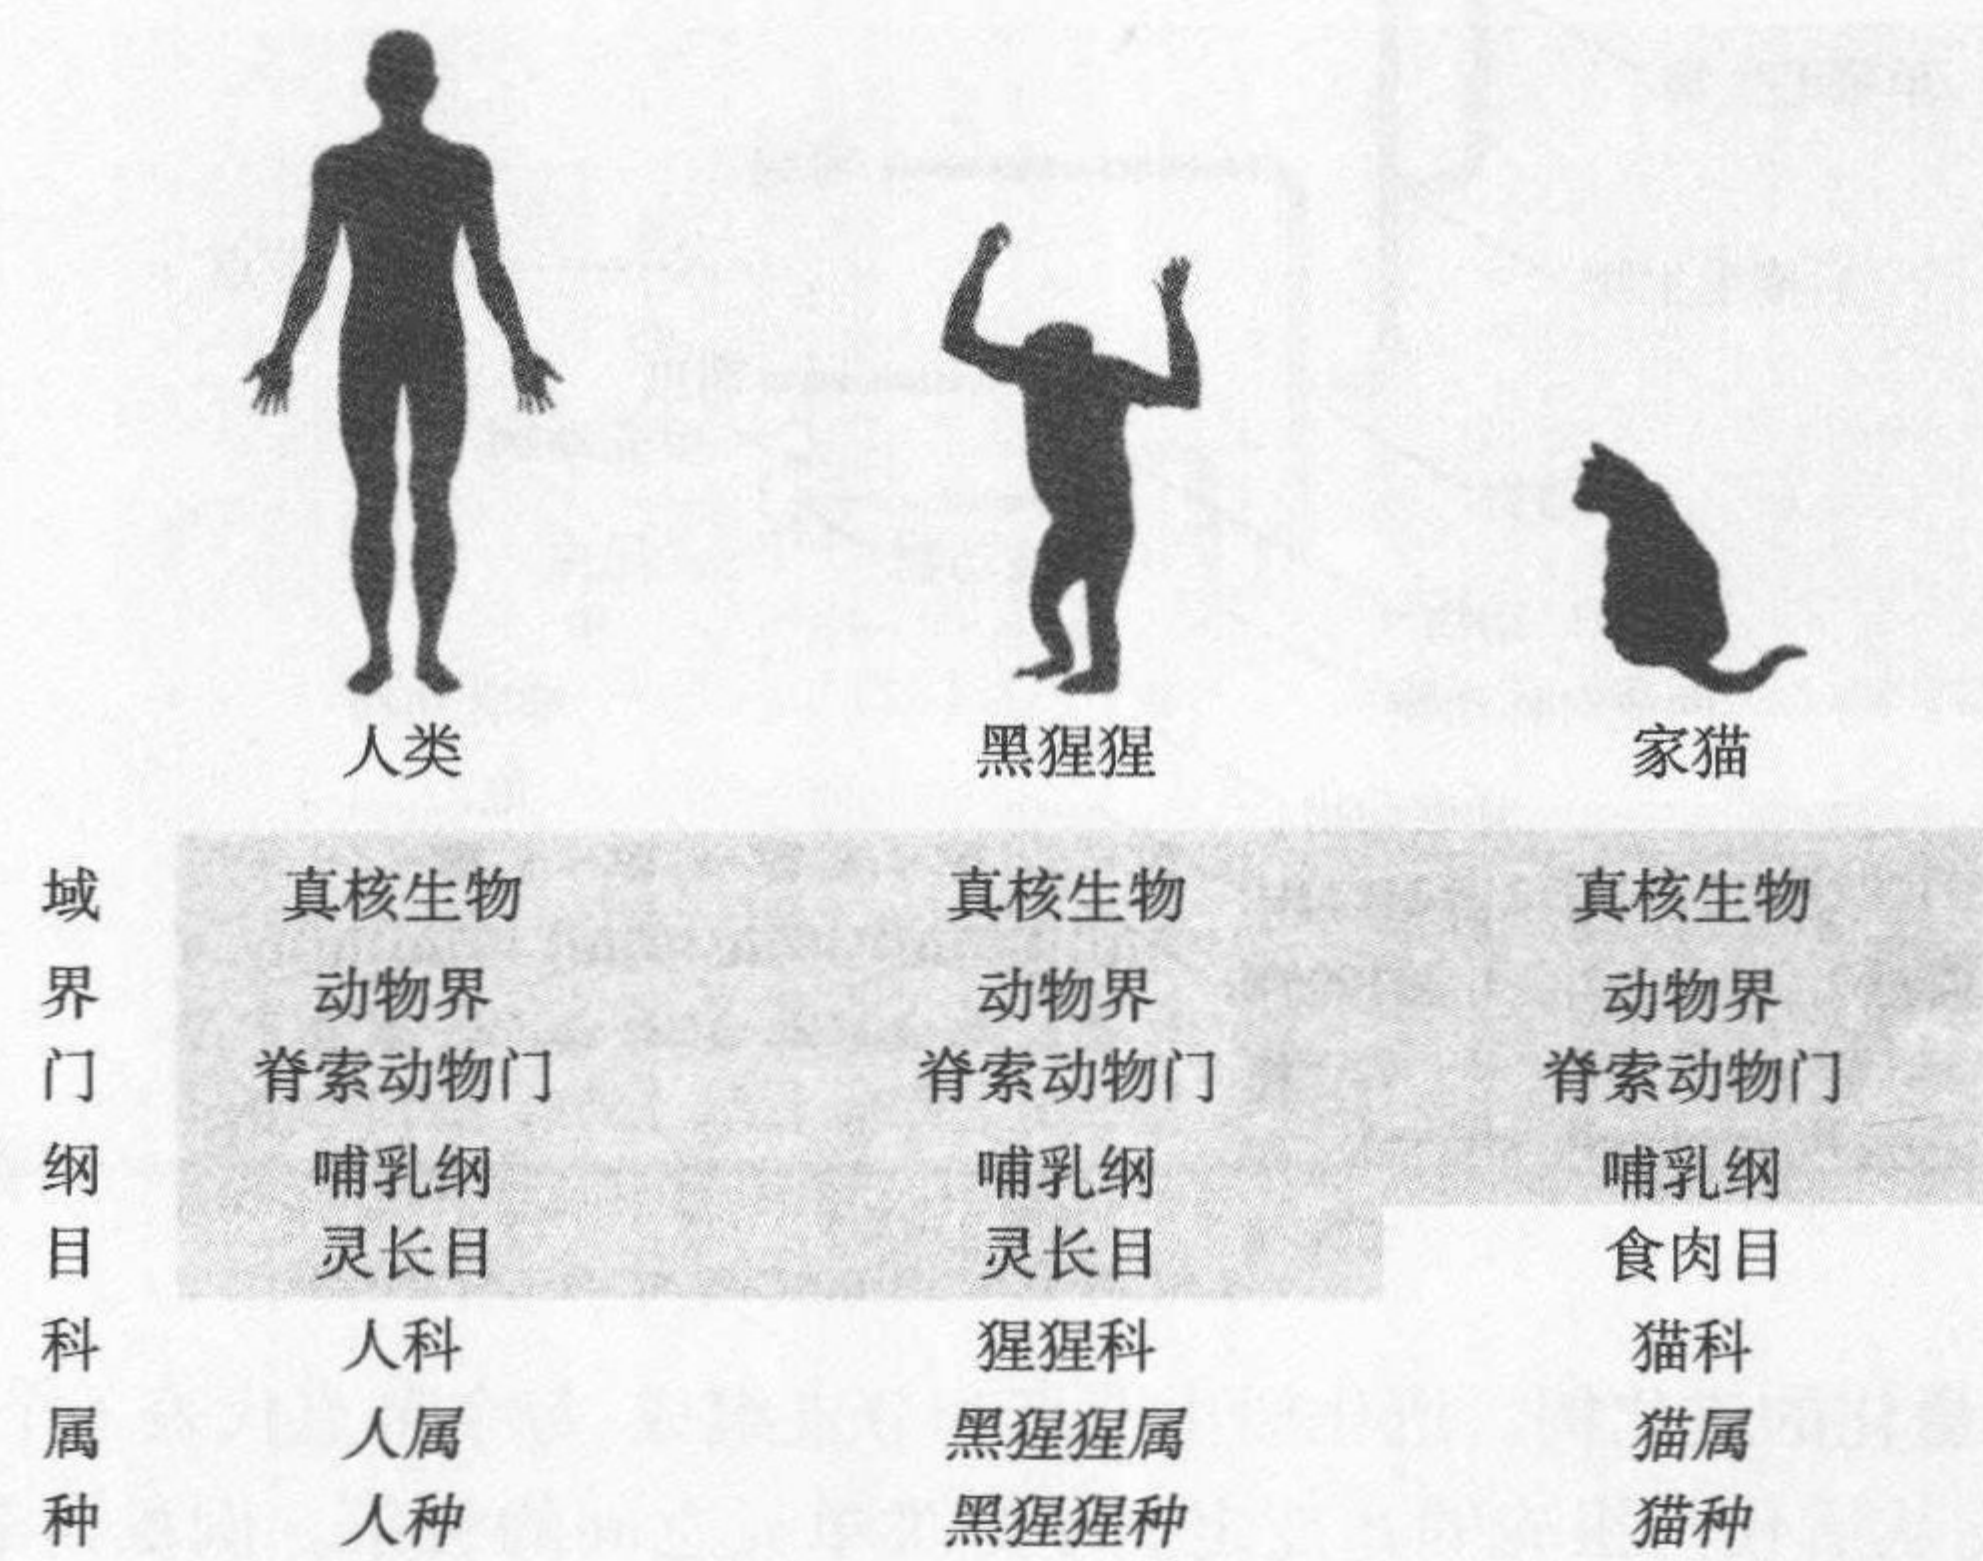 人类 黑猩猩 家猫
域 真核生物 真核生物 真核生物
界 动物界 动物界 动物界
门 脊索动物门 脊索动物门 脊索动物门
纲 哺乳纲 哺乳纲 哺乳纲
目 灵长目 灵长目 食肉目
科 人科 猩猩科 猫科
属 人属 黑猩猩属 猫属
种 人种 黑猩猩种 猫种